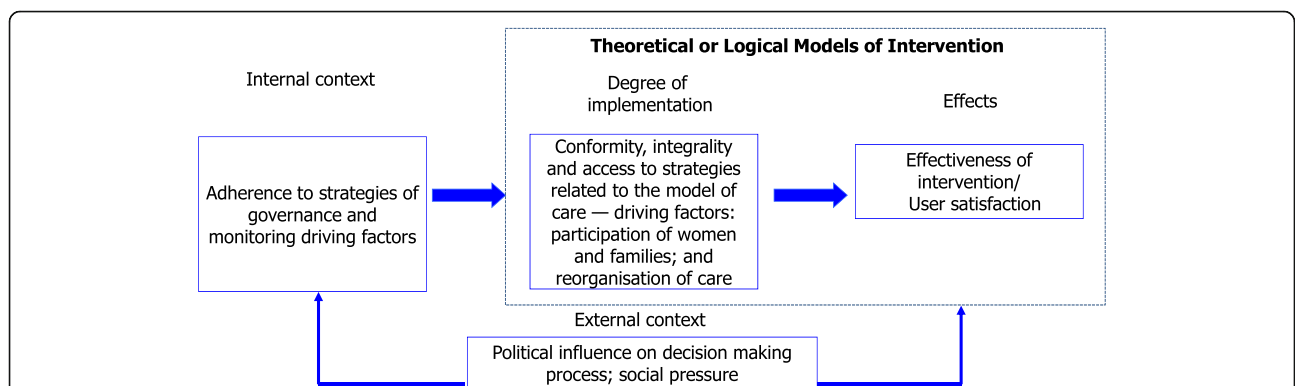 Theoretical or Logical Models of Intervention
Internal context
Degree of
implementation
Effects
Adherence to strategies of
governance and
monitoring driving factors
Conformity, integrality
and access to strategies
related to the model of
care — driving factors:
participation of women
and families; and
reorganisation of care
Effectiveness of
intervention/
User satisfaction
External context
Political influence on decision making
process; social pressure